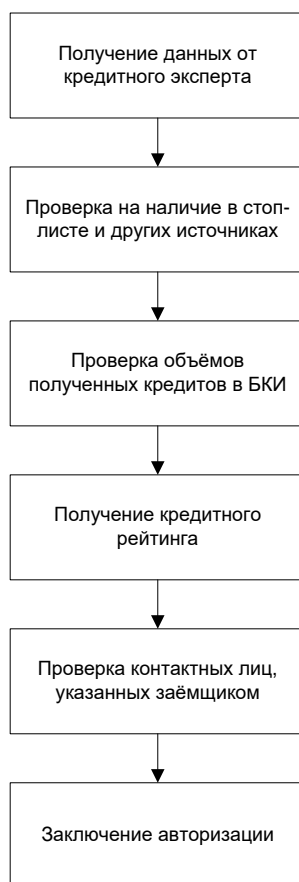 Получение данных от
кредитного эксперта
Проверка на наличие в стоп-
листе и других источниках
Проверка объёмов
полученных кредитов в БКИ
Получение кредитного
рейтинга
Проверка контактных лиц,
указанных заёмщиком
Заключение авторизации